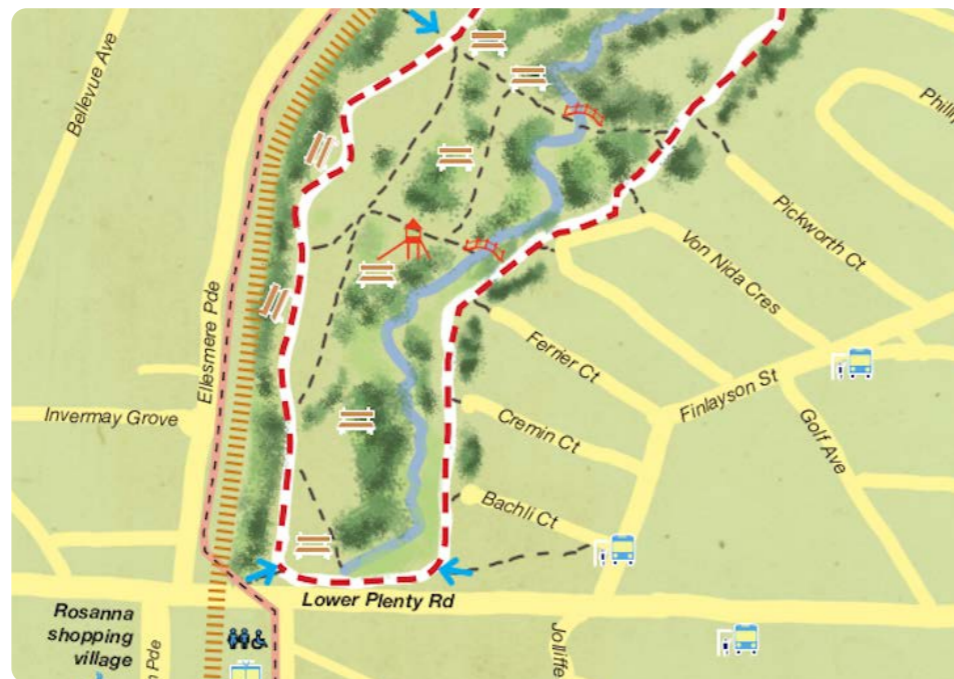 Bellevue Ave
Ellesmere Pde
Invermay Grove
Pickworth Ct
Von Nida Cres
Ferrier Ct
Finlayson St
Cremin Ct
Golf Ave
Bachli Ct
Lower Plenty Rd
Rosanna
shopping
village
Jolliffe
Pde